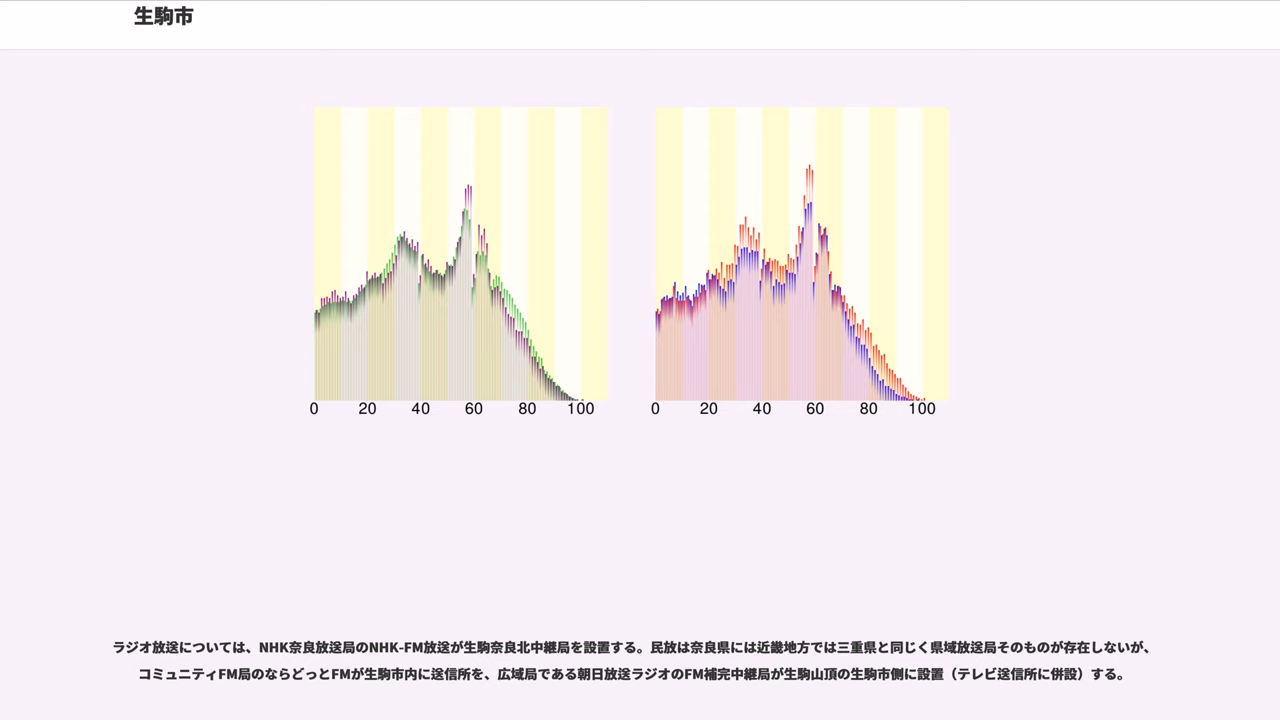 生駒市
0 20 40 60 80 100
0 20 40 60 80 100
ラジオ放送については、NHK奈良放送局のNHK-FM放送が生駒奈良北中継局を設置する。民放は奈良県には近畿地方では三重県と同じく県域放送局そのものが存在しないが、
コミュニティFM局のならどっとFMが生駒市内に送信所を、広域局である朝日放送ラジオのFM補完中継局が生駒山頂の生駒市側に設置（テレビ送信所に併設）する。